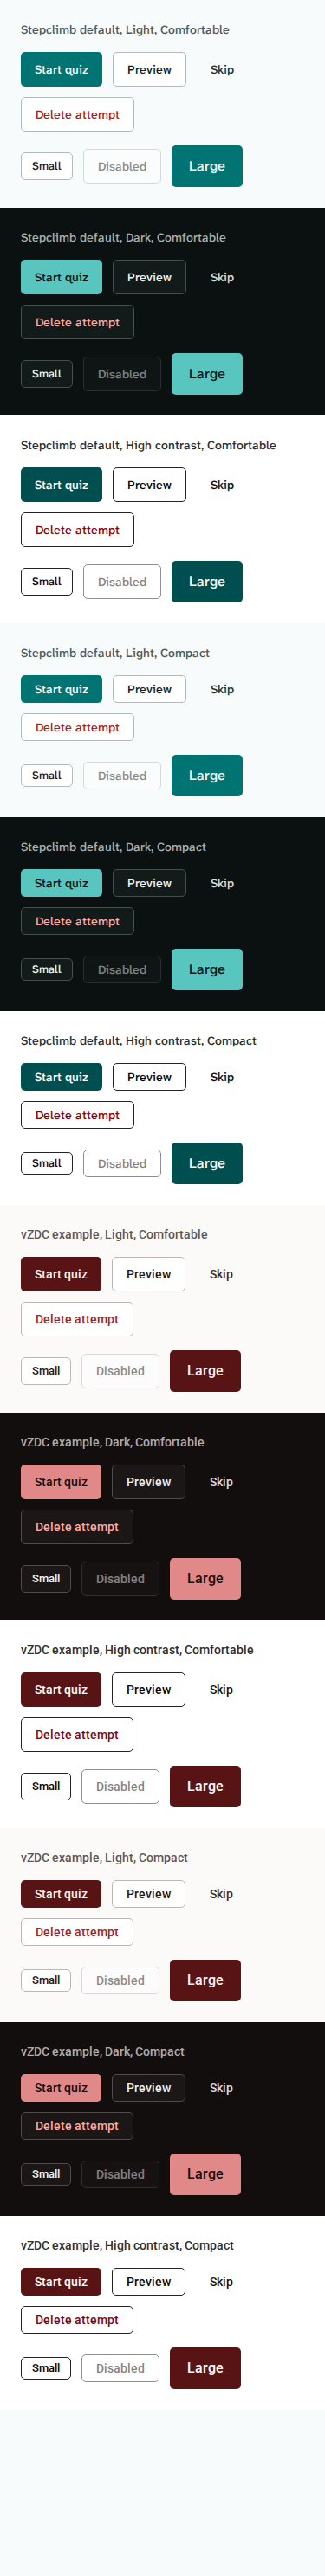 Stepclimb default, Light, Comfortable
Start quiz Preview Skip
Delete attempt
Small Disabled Large
Stepclimb default, Dark, Comfortable
Start quiz Preview Skip
Delete attempt
Small Disabled Large
Stepclimb default, High contrast, Comfortable
Start quiz Preview Skip
Delete attempt
Small Disabled Large
Stepclimb default, Light, Compact
Start quiz Preview Skip
Delete attempt
Small Disabled Large
Stepclimb default, Dark, Compact
Start quiz Preview Skip
Delete attempt
Small Disabled Large
Stepclimb default, High contrast, Compact
Start quiz Preview Skip
Delete attempt
Small Disabled Large
vZDC example, Light, Comfortable
Start quiz Preview Skip
Delete attempt
Small Disabled Large
vZDC example, Dark, Comfortable
Start quiz Preview Skip
Delete attempt
Small Disabled Large
vZDC example, High contrast, Comfortable
Start quiz Preview Skip
Delete attempt
Small Disabled Large
vZDC example, Light, Compact
Start quiz Preview Skip
Delete attempt
Small Disabled Large
vZDC example, Dark, Compact
Start quiz Preview Skip
Delete attempt
Small Disabled Large
vZDC example, High contrast, Compact
Start quiz Preview Skip
Delete attempt
Small Disabled Large